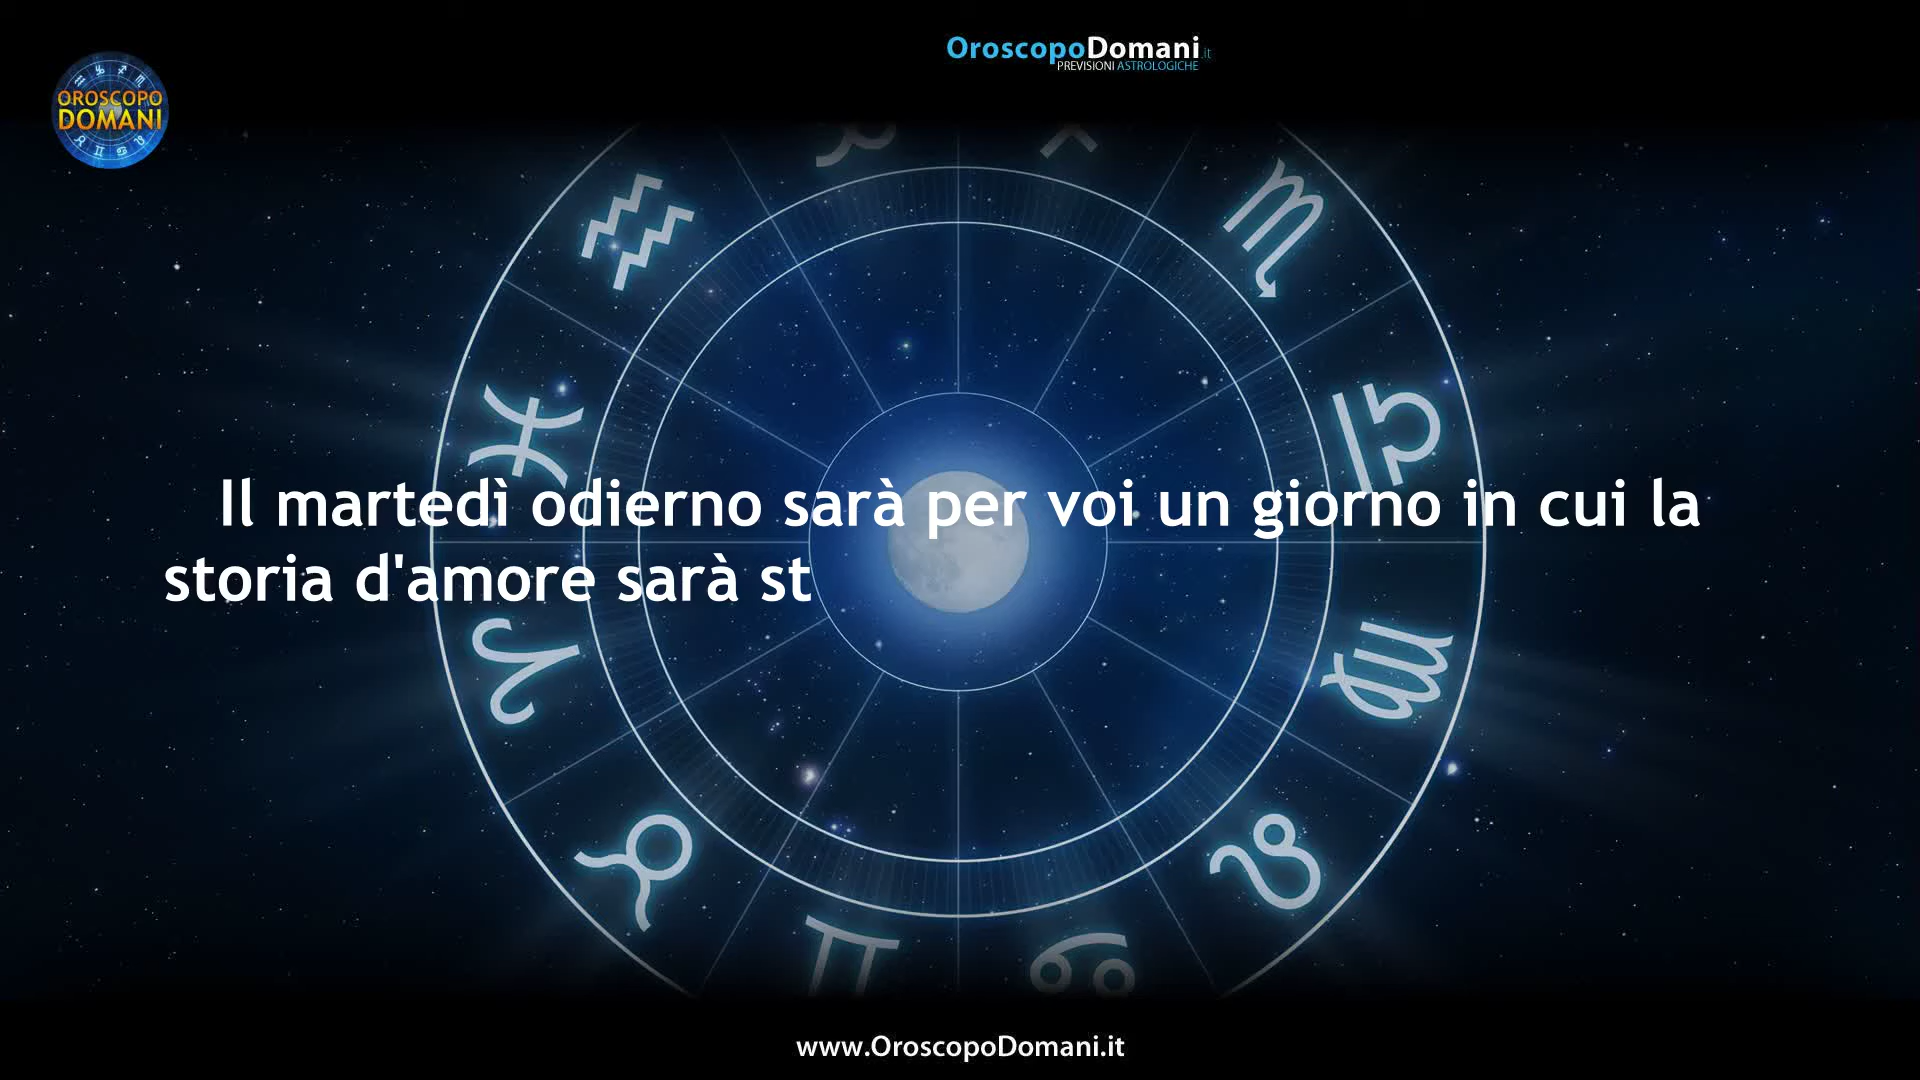 OroscopoDomani.it
PREVISIONI ASTROLOGICHE
OROSCOPO
DOMANI
Il martedì odierno sarà per voi un giorno in cui la
storia d'amore sarà st
www.OroscopoDomani.it